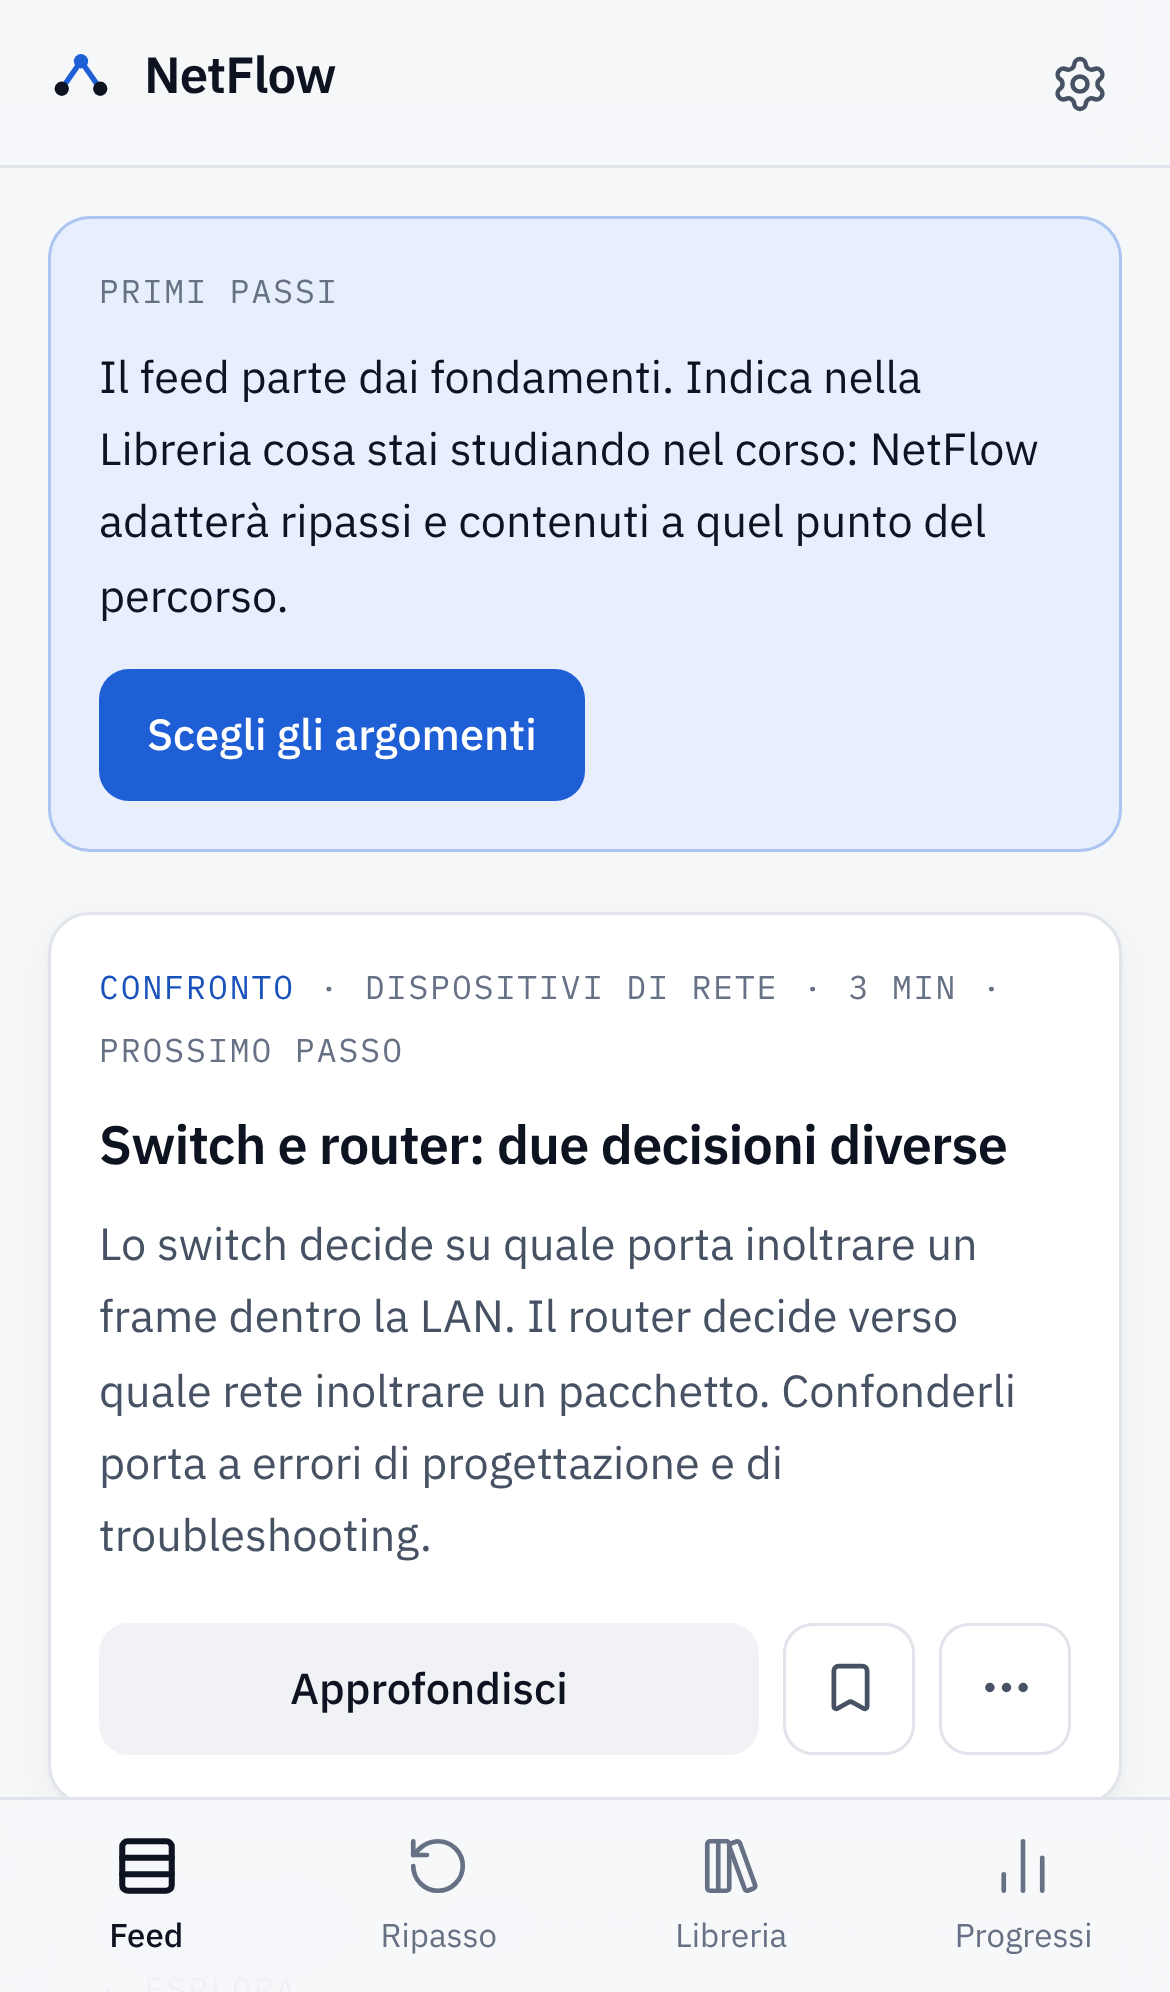 NetFlow
PRIMI PASSI
Il feed parte dai fondamenti. Indica nella
Libreria cosa stai studiando nel corso: NetFlow
adatterà ripassi e contenuti a quel punto del
percorso.
Scegli gli argomenti
CONFRONTO · DISPOSITIVI DI RETE · 3 MIN ·
PROSSIMO PASSO
Switch e router: due decisioni diverse
Lo switch decide su quale porta inoltrare un
frame dentro la LAN. Il router decide verso
quale rete inoltrare un pacchetto. Confonderli
porta a errori di progettazione e di
troubleshooting.
Approfondisci
Feed Ripasso Libreria Progressi
· ESPLORA